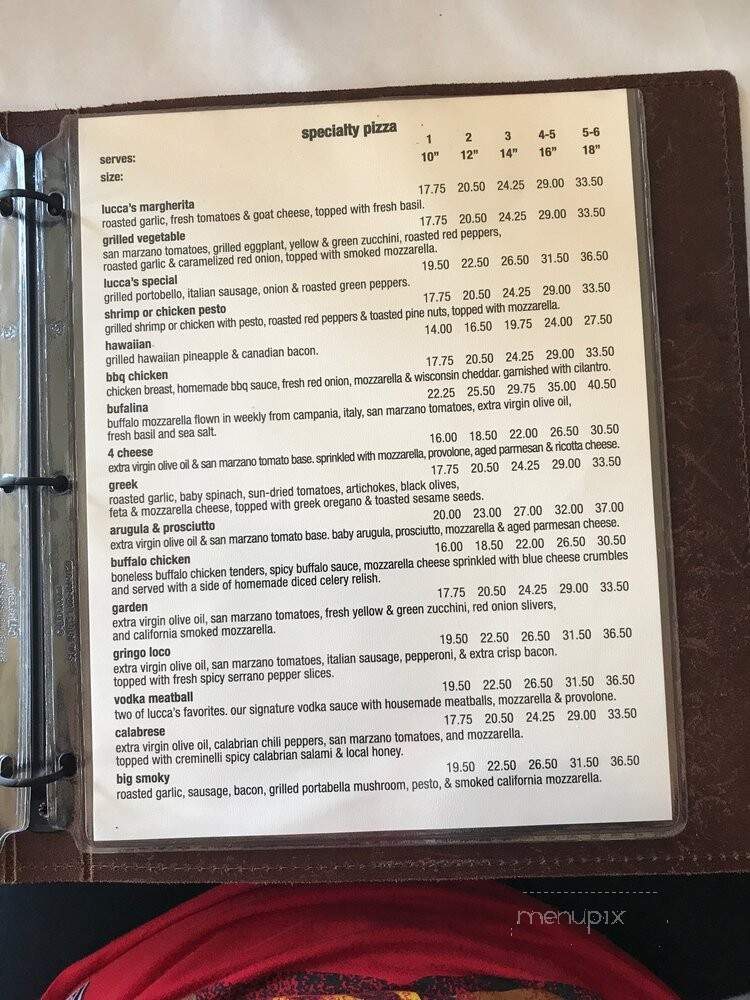 specialty pizza
serves: 1 2 3 4-5 5-6
size: 10" 12" 14" 16" 18"
lucca's margherita 17.75 20.50 24.25 29.00 33.50
roasted garlic, fresh tomatoes & goat cheese, topped with fresh basil.
grilled vegetable 17.75 20.50 24.25 29.00 33.50
san marzano tomatoes, grilled eggplant, yellow & green zucchini, roasted red peppers,
roasted garlic & caramelized red onion, topped with smoked mozzarella.
lucca's special 19.50 22.50 26.50 31.50 36.50
grilled portobello, italian sausage, onion & roasted green peppers.
shrimp or chicken pesto 17.75 20.50 24.25 29.00 33.50
grilled shrimp or chicken with pesto, roasted red peppers & toasted pine nuts, topped with mozzarella.
hawaiian 14.00 16.50 19.75 24.00 27.50
grilled hawaiian pineapple & canadian bacon.
bbq chicken 17.75 20.50 24.25 29.00 33.50
chicken breast, homemade bbq sauce, fresh red onion, mozzarella & wisconsin cheddar. garnished with cilantro.
bufalina 22.25 25.50 29.75 35.00 40.50
buffalo mozzarella flown in weekly from campania, italy, san marzano tomatoes, extra virgin olive oil,
fresh basil and sea salt.
4 cheese 16.00 18.50 22.00 26.50 30.50
extra virgin olive oil & san marzano tomato base. sprinkled with mozzarella, provolone, aged parmesan & ricotta cheese.
greek 17.75 20.50 24.25 29.00 33.50
roasted garlic, baby spinach, sun-dried tomatoes, artichokes, black olives,
feta & mozzarella cheese, topped with greek oregano & toasted sesame seeds.
arugula & prosciutto 20.00 23.00 27.00 32.00 37.00
extra virgin olive oil & san marzano tomato base. baby arugula, prosciutto, mozzarella & aged parmesan cheese.
buffalo chicken 16.00 18.50 22.00 26.50 30.50
boneless buffalo chicken tenders, spicy buffalo sauce, mozzarella cheese sprinkled with blue cheese crumbles
and served with a side of homemade diced celery relish.
garden 17.75 20.50 24.25 29.00 33.50
extra virgin olive oil, san marzano tomatoes, fresh yellow & green zucchini, red onion slivers,
and california smoked mozzarella.
gringo loco 19.50 22.50 26.50 31.50 36.50
extra virgin olive oil, san marzano tomatoes, italian sausage, pepperoni, & extra crisp bacon.
topped with fresh spicy serrano pepper slices.
vodka meatball 19.50 22.50 26.50 31.50 36.50
two of lucca's favorites. our signature vodka sauce with housemade meatballs, mozzarella & provolone.
calabrese 17.75 20.50 24.25 29.00 33.50
extra virgin olive oil, calabrian chili peppers, san marzano tomatoes, and mozzarella.
topped with creminelli spicy calabrian salami & local honey.
big smoky 19.50 22.50 26.50 31.50 36.50
roasted garlic, sausage, bacon, grilled portabella mushroom, pesto, & smoked california mozzarella.
menupix